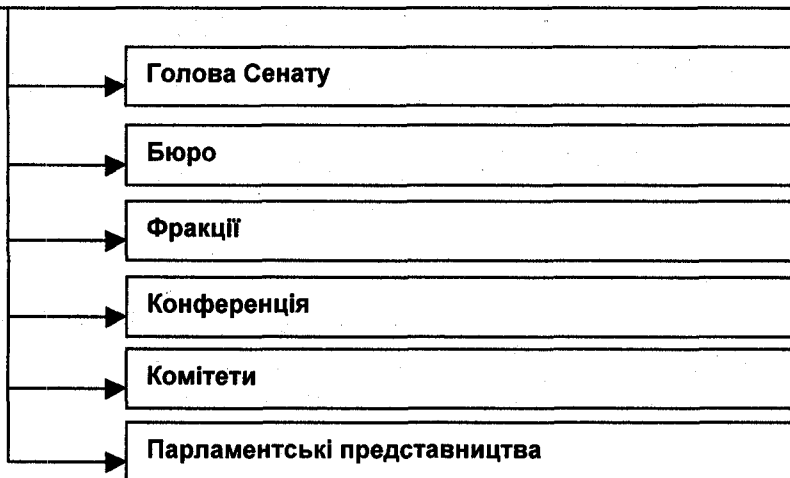 Голова Сенату
Бюро
Фракції
Конференція
Комітети
Парламентські представництва